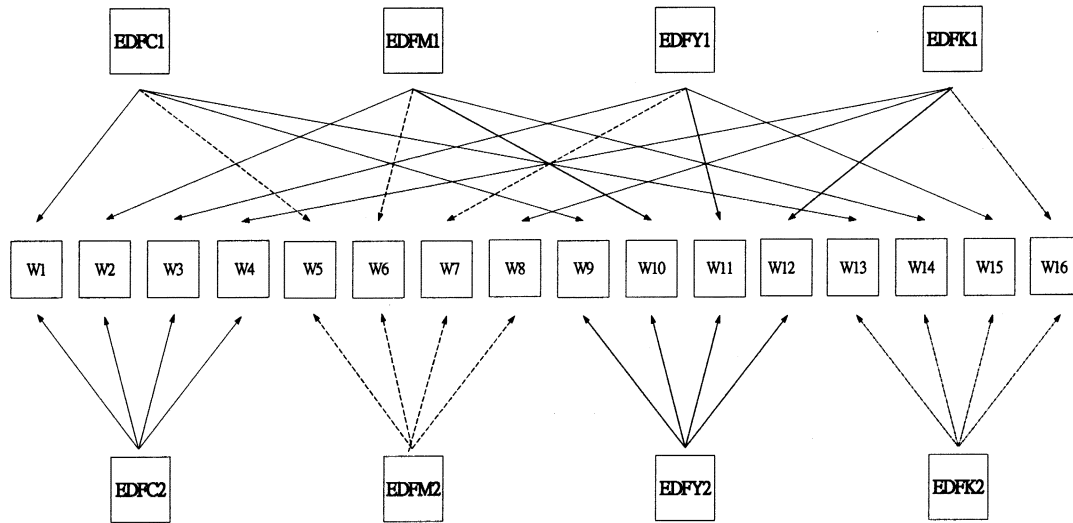 EDFC1 EDFM1 EDFY1 EDFK1
W1 W2 W3 W4 W5 W6 W7 W8 W9 W10 W11 W12 W13 W14 W15 W16
EDFC2 EDFM2 EDFY2 EDFK2